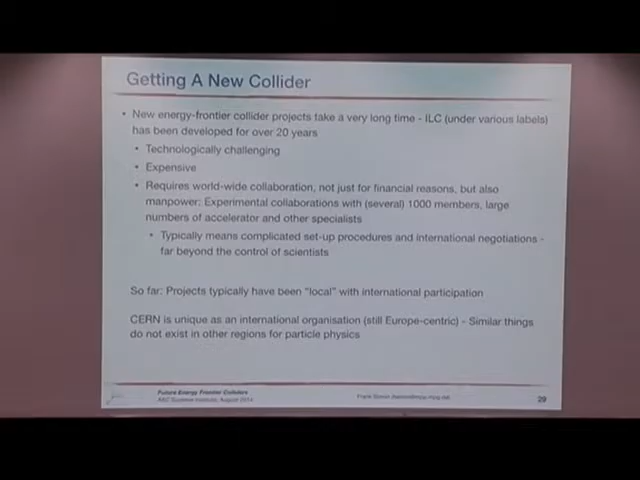 Getting A New Collider
• New energy-frontier collider projects take a very long time - ILC (under various labels)
has been developed for over 20 years
• Technologically challenging
• Expensive
• Requires world-wide collaboration, not just for financial reasons, but also
manpower: Experimental collaborations with (several) 1000 members, large
numbers of accelerator and other specialists
• Typically means complicated set-up procedures and international negotiations -
far beyond the control of scientists
So far: Projects typically have been "local" with international participation
CERN is unique as an international organisation (still Europe-centric) - Similar things
do not exist in other regions for particle physics
Future Energy Frontier Colliders
Summer Institute, August 2014
Frank
29